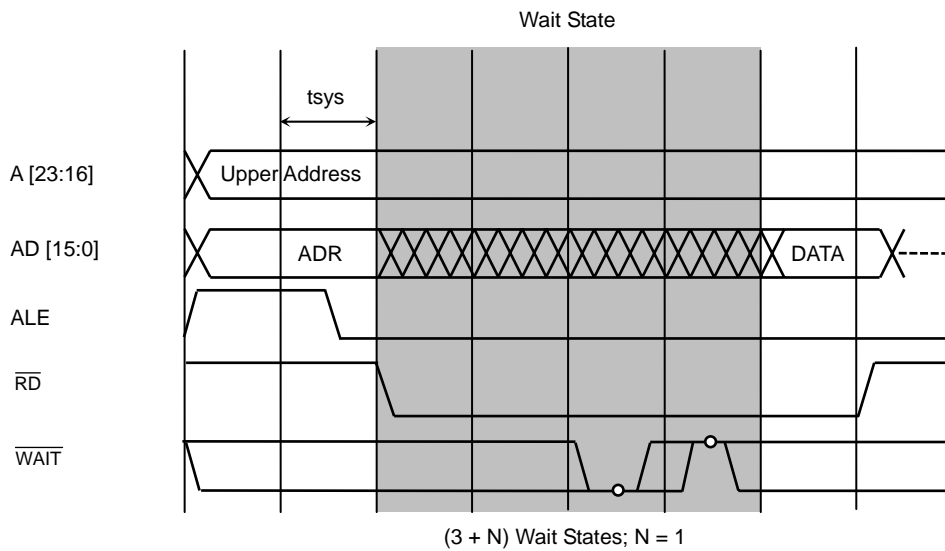 Wait State
tsys
A [23:16]
Upper Address
AD [15:0]
ADR
DATA
ALE
RD
WAIT
(3 + N) Wait States; N = 1